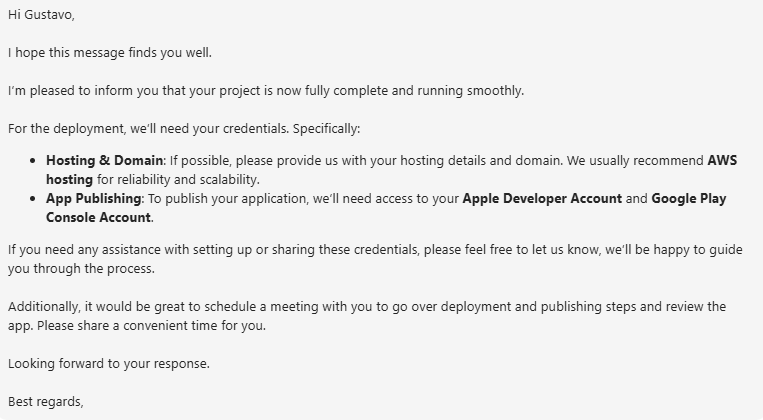 Hi Gustavo,
I hope this message finds you well.
I'm pleased to inform you that your project is now fully complete and running smoothly.
For the deployment, we'll need your credentials. Specifically:
• Hosting & Domain: If possible, please provide us with your hosting details and domain. We usually recommend AWS
hosting for reliability and scalability.
• App Publishing: To publish your application, we'll need access to your Apple Developer Account and Google Play
Console Account.
If you need any assistance with setting up or sharing these credentials, please feel free to let us know, we'll be happy to guide
you through the process.
Additionally, it would be great to schedule a meeting with you to go over deployment and publishing steps and review the
app. Please share a convenient time for you.
Looking forward to your response.
Best regards,